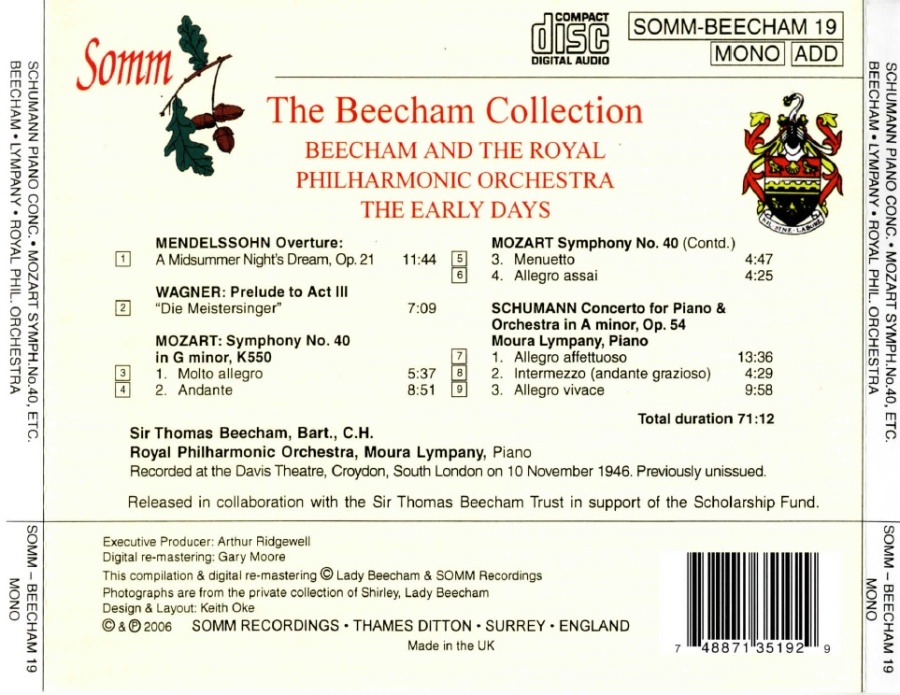 SCHUMANN PIANO CONC. • MOZART SYMPH.No.40, ETC.
BEECHAM • LYMPANY • ROYAL PHIL. ORCHESTRA
SOMM – BEECHAM 19
MONO
Somm
COMPACT
disc
DIGITAL AUDIO
SOMM-BEECHAM 19
MONO ADD
The Beecham Collection
BEECHAM AND THE ROYAL
PHILHARMONIC ORCHESTRA
THE EARLY DAYS
MENDELSSOHN Overture:
1 A Midsummer Night's Dream, Op. 21 11:44
WAGNER: Prelude to Act III
2 "Die Meistersinger" 7:09
MOZART: Symphony No. 40
in G minor, K550
3 1. Molto allegro 5:37
4 2. Andante 8:51
MOZART Symphony No. 40 (Contd.)
5 3. Menuetto 4:47
6 4. Allegro assai 4:25
SCHUMANN Concerto for Piano &
Orchestra in A minor, Op. 54
Moura Lympany, Piano
7 1. Allegro affettuoso 13:36
8 2. Intermezzo (andante grazioso) 4:29
9 3. Allegro vivace 9:58
Total duration 71:12
Sir Thomas Beecham, Bart., C.H.
Royal Philharmonic Orchestra, Moura Lympany, Piano
Recorded at the Davis Theatre, Croydon, South London on 10 November 1946. Previously unissued.
Released in collaboration with the Sir Thomas Beecham Trust in support of the Scholarship Fund.
Executive Producer: Arthur Ridgewell
Digital re-mastering: Gary Moore
This compilation & digital re-mastering © Lady Beecham & SOMM Recordings
Photographs are from the private collection of Shirley, Lady Beecham
Design & Layout: Keith Oke
© & ℗ 2006 SOMM RECORDINGS • THAMES DITTON • SURREY • ENGLAND
Made in the UK
7 48871 35192 9
SCHUMANN PIANO CONC. • MOZART SYMPH.No.40, ETC.
BEECHAM • LYMPANY • ROYAL PHIL. ORCHESTRA
SOMM – BEECHAM 19
MONO